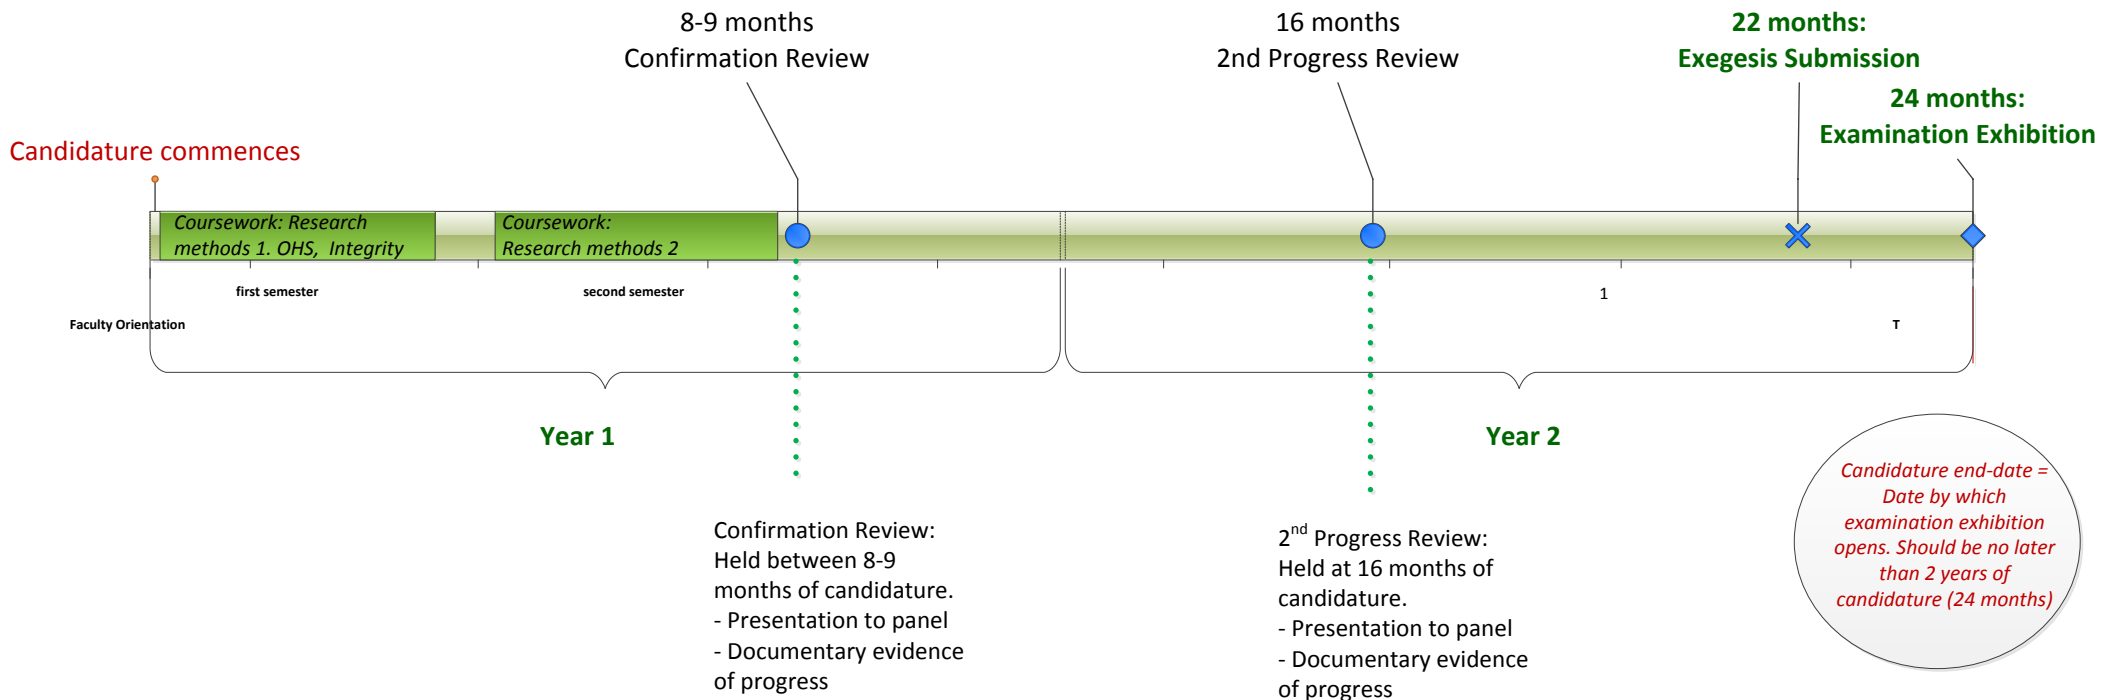 8-9 months
Confirmation Review
16 months
2nd Progress Review
22 months:
Exegesis Submission
24 months:
Examination Exhibition
Candidature commences
Coursework: Research
methods 1. OHS,  Integrity
Coursework:
Research methods 2
first semester
second semester
1
Faculty Orientation
T
Year 1
Year 2
Candidature end-date =
Date by which
examination exhibition
opens. Should be no later
than 2 years of
candidature (24 months)
Confirmation Review:
Held between 8-9
months of candidature.
- Presentation to panel
- Documentary evidence
of progress
2nd Progress Review:
Held at 16 months of
candidature.
- Presentation to panel
- Documentary evidence
of progress